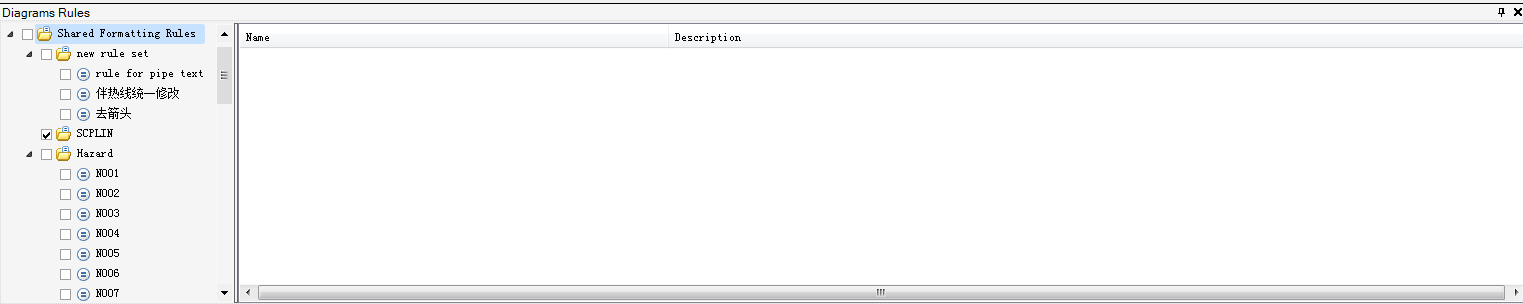 Diagrams Rules
Shared Formatting Rules
new rule set
rule for pipe text
伴热线统一修改
去箭头
SCPLIN
Hazard
N001
N002
N003
N004
N005
N006
N007
Name
Description